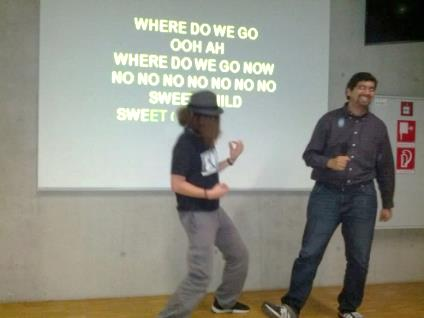 WHERE DO WE GO
OOH AH
WHERE DO WE GO NOW
NO NO NO NO NO NO NO
SWEET
SWEET